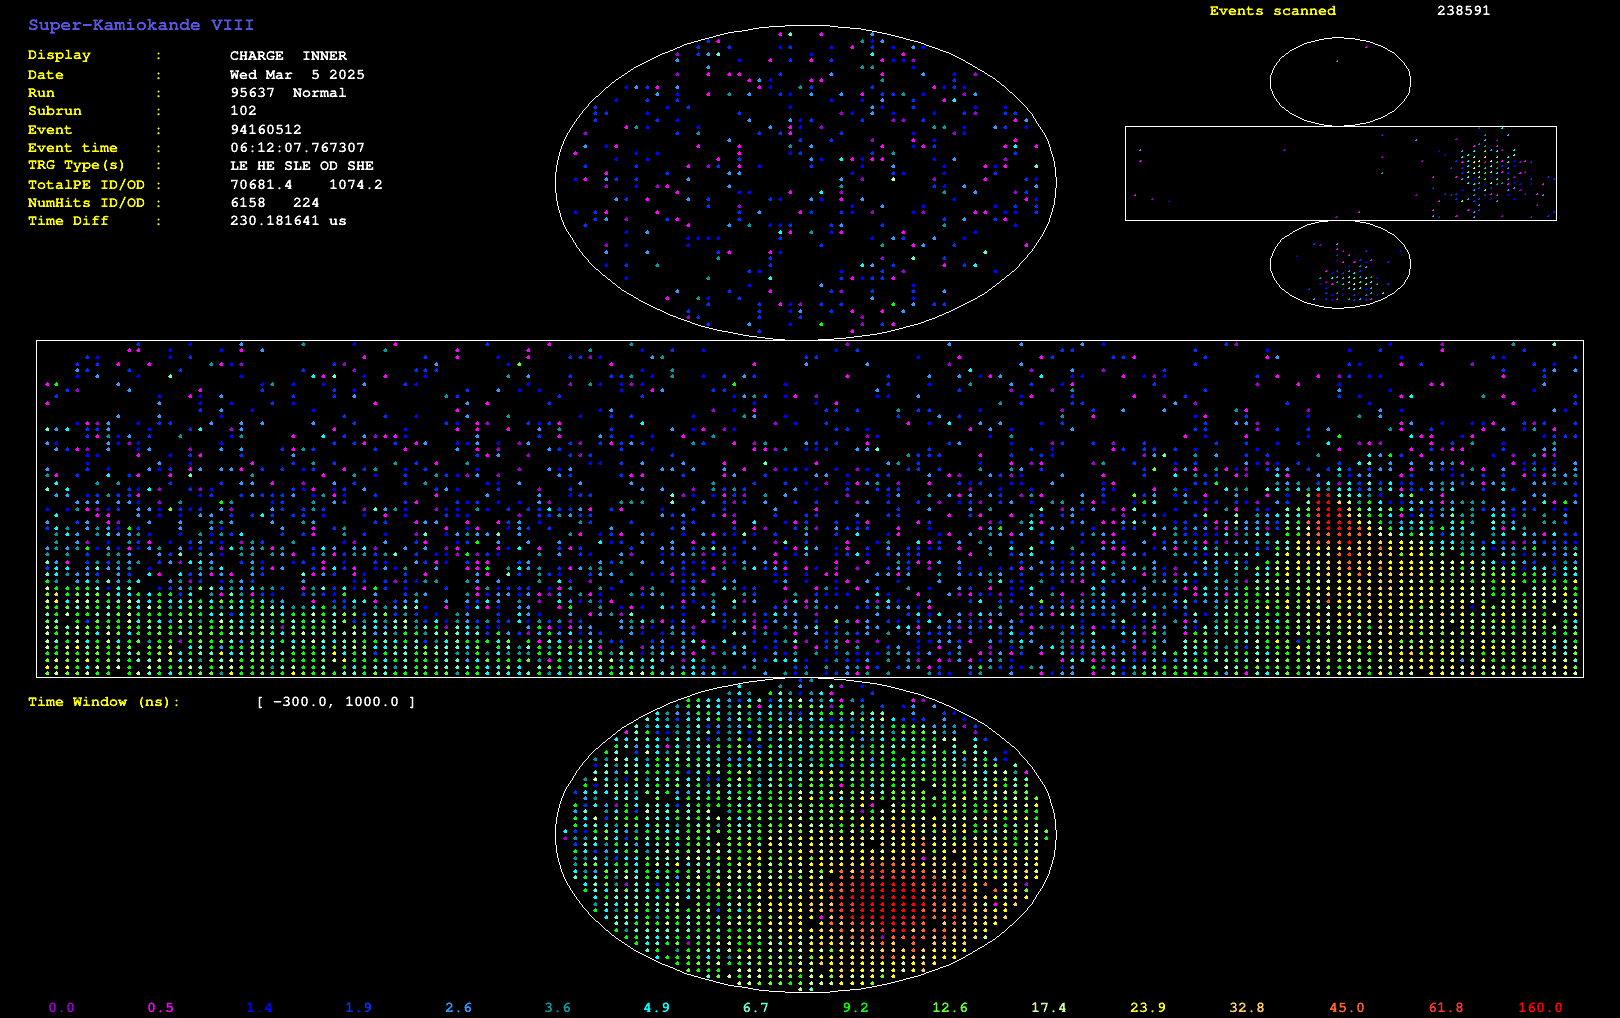 Super-Kamiokande VIII
Events scanned 238591
Display : CHARGE INNER
Date : Wed Mar 5 2025
Run : 95637 Normal
Subrun : 102
Event : 94160512
Event time : 06:12:07.767307
TRG Type(s) : LE HE SLE OD SHE
TotalPE ID/OD : 70681.4 1074.2
NumHits ID/OD : 6158 224
Time Diff : 230.181641 us
Time Window (ns): [ -300.0, 1000.0 ]
0.0 0.5 1.4 1.9 2.6 3.6 4.9 6.7 9.2 12.6 17.4 23.9 32.8 45.0 61.8 160.0